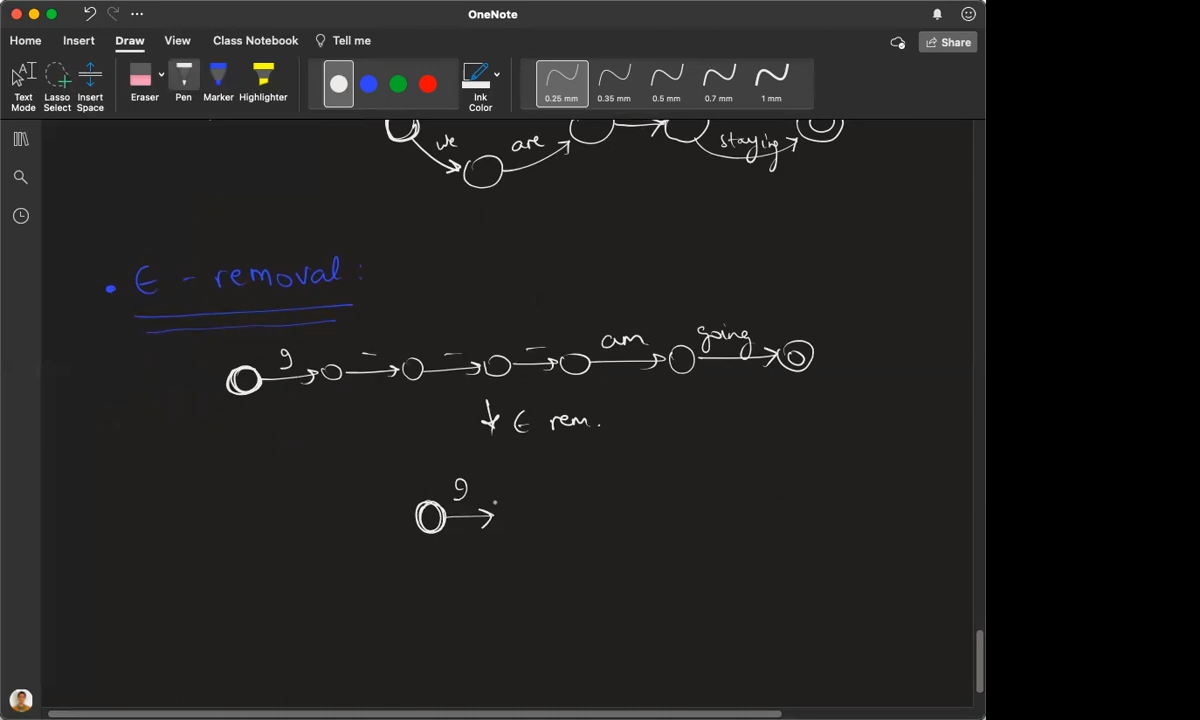 OneNote
Home Insert Draw View Class Notebook Tell me
Share
Text Mode
Lasso Select
Insert Space
Eraser
Pen
Marker
Highlighter
Ink Color
0.25 mm 0.35 mm 0.5 mm 0.7 mm 1 mm
we are staying
• ϵ - removal:
g - - - am going
↓ ϵ rem.
g